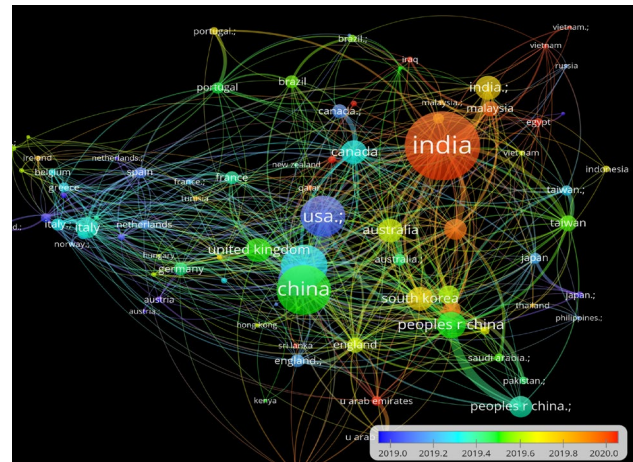 portugal.;
brazil.;
vietnam.;
vietnam
iraq
russia
portugal
brazil
india.;
malaysia.;
malaysia
canada.;
egypt
india
ireland
netherlands.;
canada
vietnam
belgium
spain
new zealand
indonesia
greece
france.;
france
qatar
taiwan.;
tunisia
usa.;
italy.;
italy
netherlands
australia
taiwan
norway.;
united kingdom
hungary
germany
australia.;
japan
china
austria
south korea
japan.;
austria.;
thailand
philippines.;
hong kong
peoples r china
sri lanka
england
england.;
saudi arabia.;
pakistan.;
kenya
u arab emirates
peoples r china.;
u arab
2019.0 2019.2 2019.4 2019.6 2019.8 2020.0